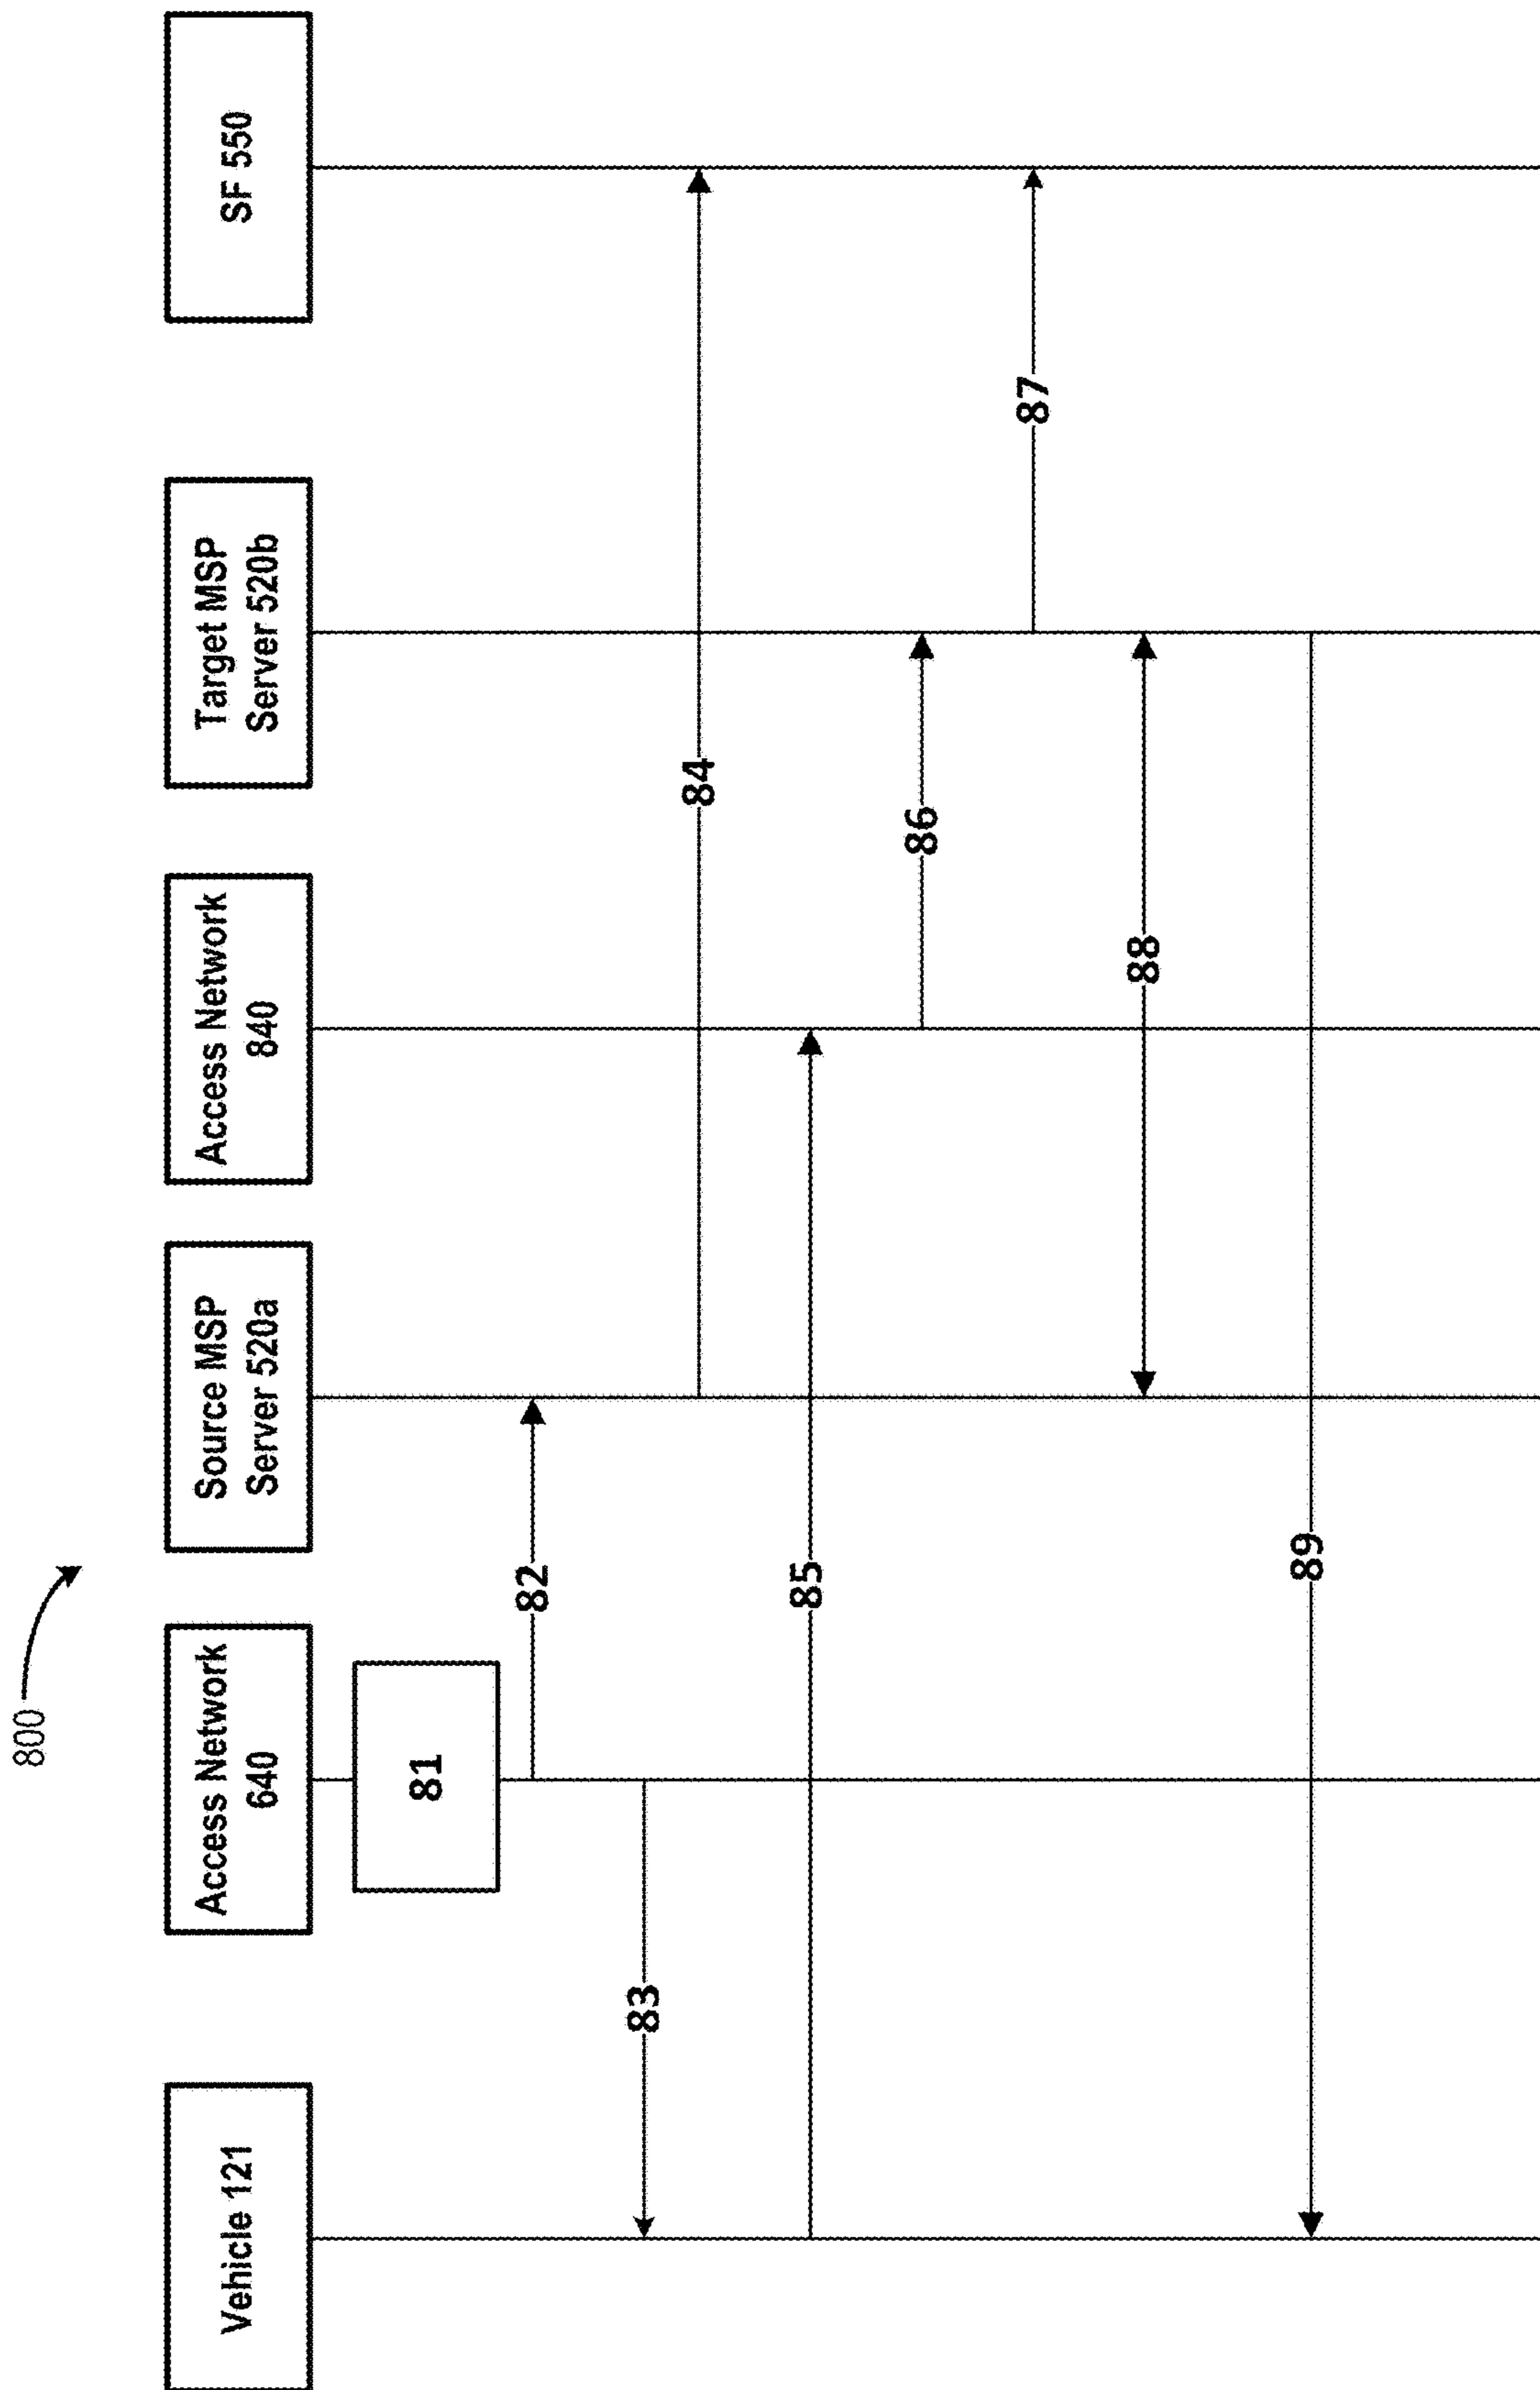 800
Vehicle 121
Access Network
640
Source MSP
Server 520a
Access Network
840
Target MSP
Server 520b
SF 550
81
82
83
84
85
86
87
88
89